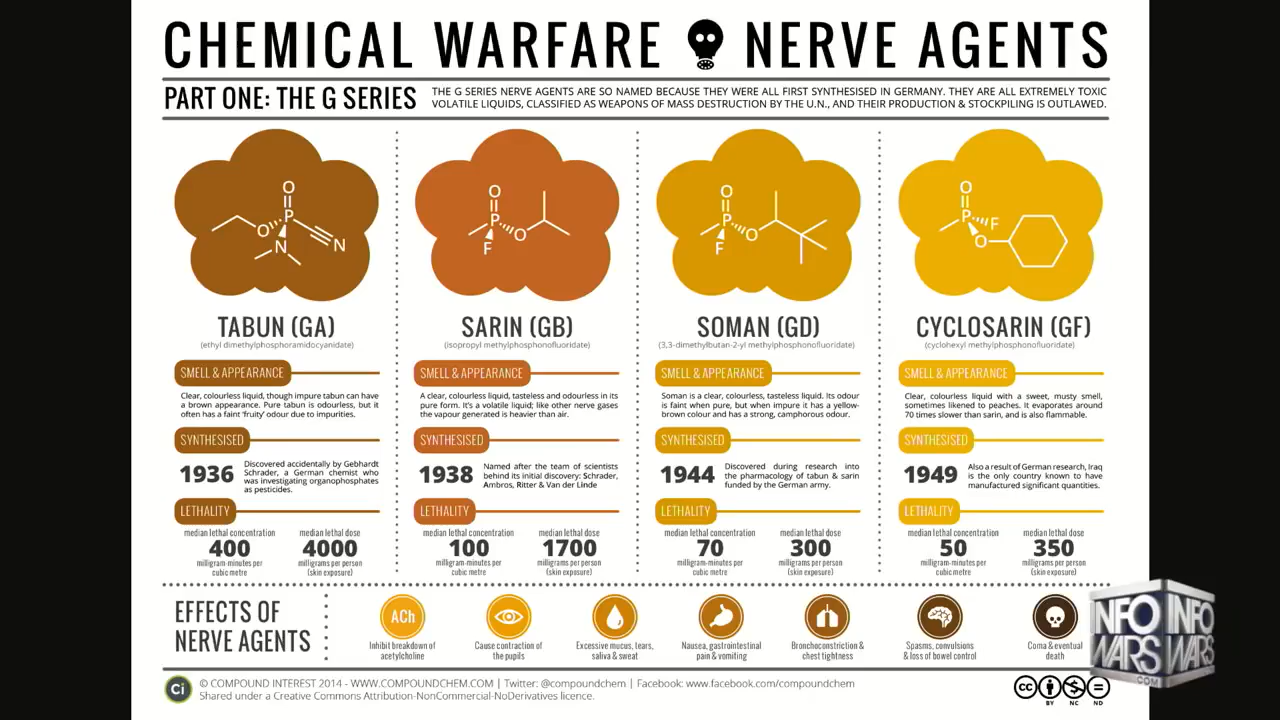 CHEMICAL WARFARE NERVE AGENTS
PART ONE: THE G SERIES
THE G SERIES NERVE AGENTS ARE SO NAMED BECAUSE THEY WERE ALL FIRST SYNTHESISED IN GERMANY. THEY ARE ALL EXTREMELY TOXIC
VOLATILE LIQUIDS, CLASSIFIED AS WEAPONS OF MASS DESTRUCTION BY THE U.N., AND THEIR PRODUCTION & STOCKPILING IS OUTLAWED.
O
O P
N N
TABUN (GA)
(ethyl dimethylphosphoramidocyanidate)
SMELL & APPEARANCE
Clear, colourless liquid, though impure tabun can have
a brown appearance. Pure tabun is odourless, but it
often has a faint 'fruity' odour due to impurities.
SYNTHESISED
1936
Discovered accidentally by Gebhardt
Schrader, a German chemist who
was investigating organophosphates
as pesticides.
LETHALITY
median lethal concentration
400
milligram-minutes per
cubic metre
median lethal dose
4000
milligrams per person
(skin exposure)
O
P
F O
SARIN (GB)
(isopropyl methylphosphonofluoridate)
SMELL & APPEARANCE
A clear, colourless liquid, tasteless and odourless in its
pure form. It's a volatile liquid; like other nerve gases
the vapour generated is heavier than air.
SYNTHESISED
1938
Named after the team of scientists
behind its initial discovery: Schrader,
Ambros, Ritter & Van der Linde
LETHALITY
median lethal concentration
100
milligram-minutes per
cubic metre
median lethal dose
1700
milligrams per person
(skin exposure)
O
P
F O
SOMAN (GD)
(3,3-dimethylbutan-2-yl methylphosphonofluoridate)
SMELL & APPEARANCE
Soman is a clear, colourless, tasteless liquid. Its odour
is faint when pure, but when impure it has a yellow-
brown colour and has a strong, camphorous odour.
SYNTHESISED
1944
Discovered during research into
the pharmacology of tabun & sarin
funded by the German army.
LETHALITY
median lethal concentration
70
milligram-minutes per
cubic metre
median lethal dose
300
milligrams per person
(skin exposure)
O
P F
O
CYCLOSARIN (GF)
(cyclohexyl methylphosphonofluoridate)
SMELL & APPEARANCE
Clear, colourless liquid with a sweet, musty smell,
sometimes likened to peaches. It evaporates around
70 times slower than sarin, and is also flammable.
SYNTHESISED
1949
Also a result of German research, Iraq
is the only country known to have
manufactured significant quantities.
LETHALITY
median lethal concentration
50
milligram-minutes per
cubic metre
median lethal dose
350
milligrams per person
(skin exposure)
EFFECTS OF
NERVE AGENTS
ACh
Inhibit breakdown of
acetylcholine
Cause contraction of
the pupils
Excessive mucus, tears,
saliva & sweat
Nausea, gastrointestinal
pain & vomiting
Bronchoconstriction &
chest tightness
Spasms, convulsions
& loss of bowel control
Coma & eventual
death
INFO INFO
WARS WARS
.COM
Ci
© COMPOUND INTEREST 2014 - WWW.COMPOUNDCHEM.COM | Twitter: @compoundchem | Facebook: www.facebook.com/compoundchem
Shared under a Creative Commons Attribution-NonCommercial-NoDerivatives licence.
CC
BY NC ND